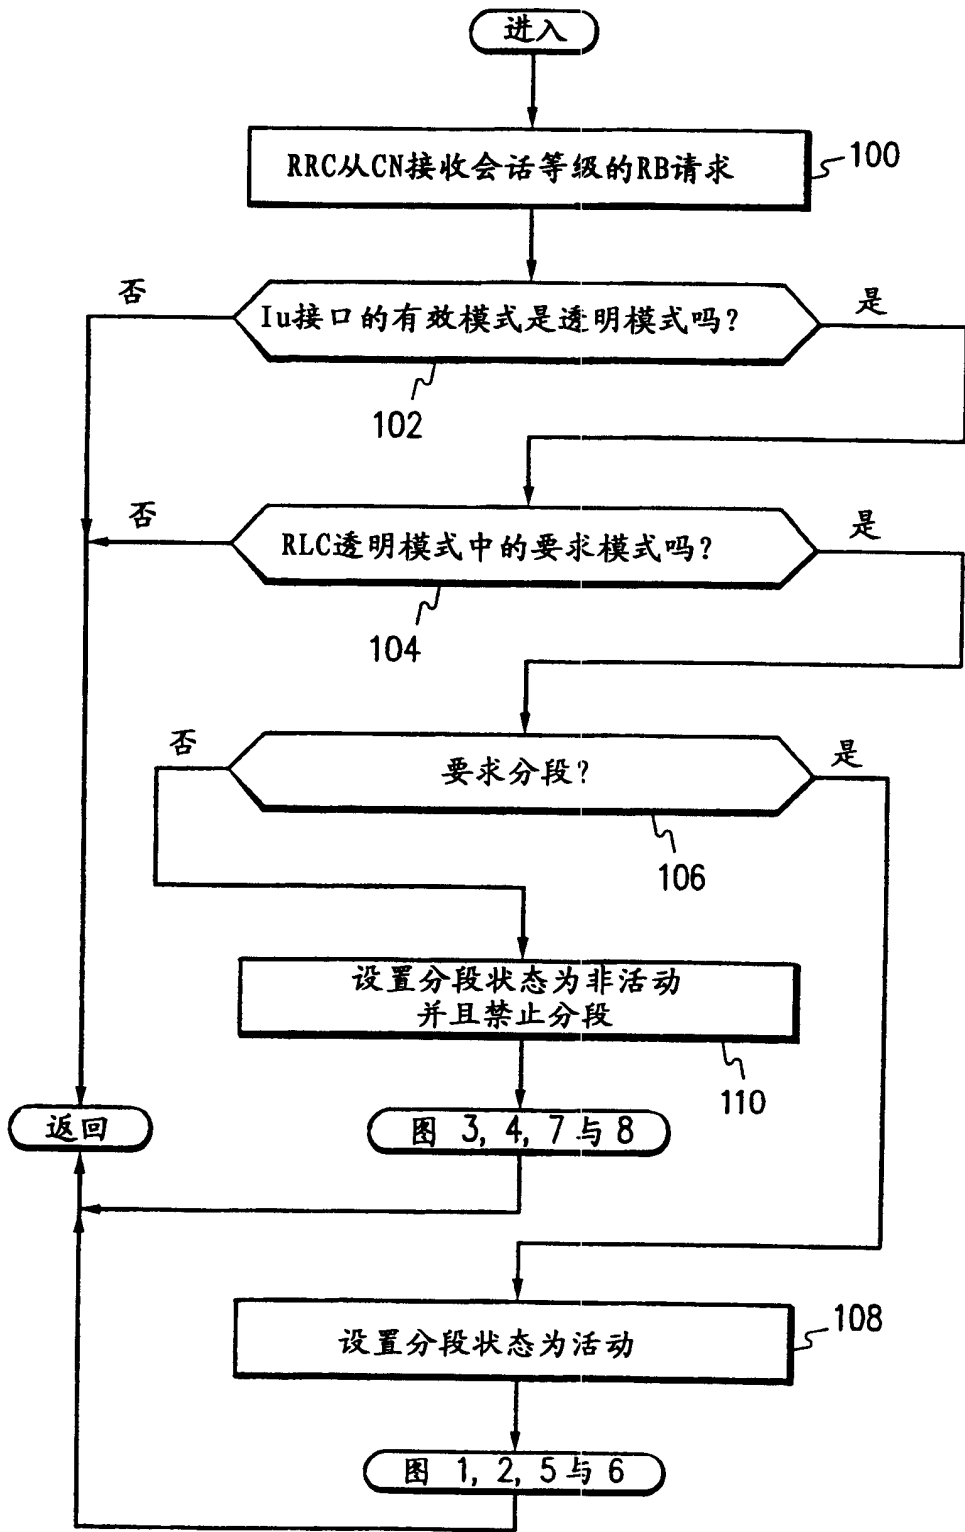 进入
RRC从CN接收会话等级的RB请求
100
否
Iu接口的有效模式是透明模式吗?
是
102
否
RLC透明模式中的要求模式吗?
是
104
否
要求分段?
是
106
设置分段状态为非活动
并且禁止分段
110
返回
图 3, 4, 7 与 8
设置分段状态为活动
108
图 1, 2, 5 与 6